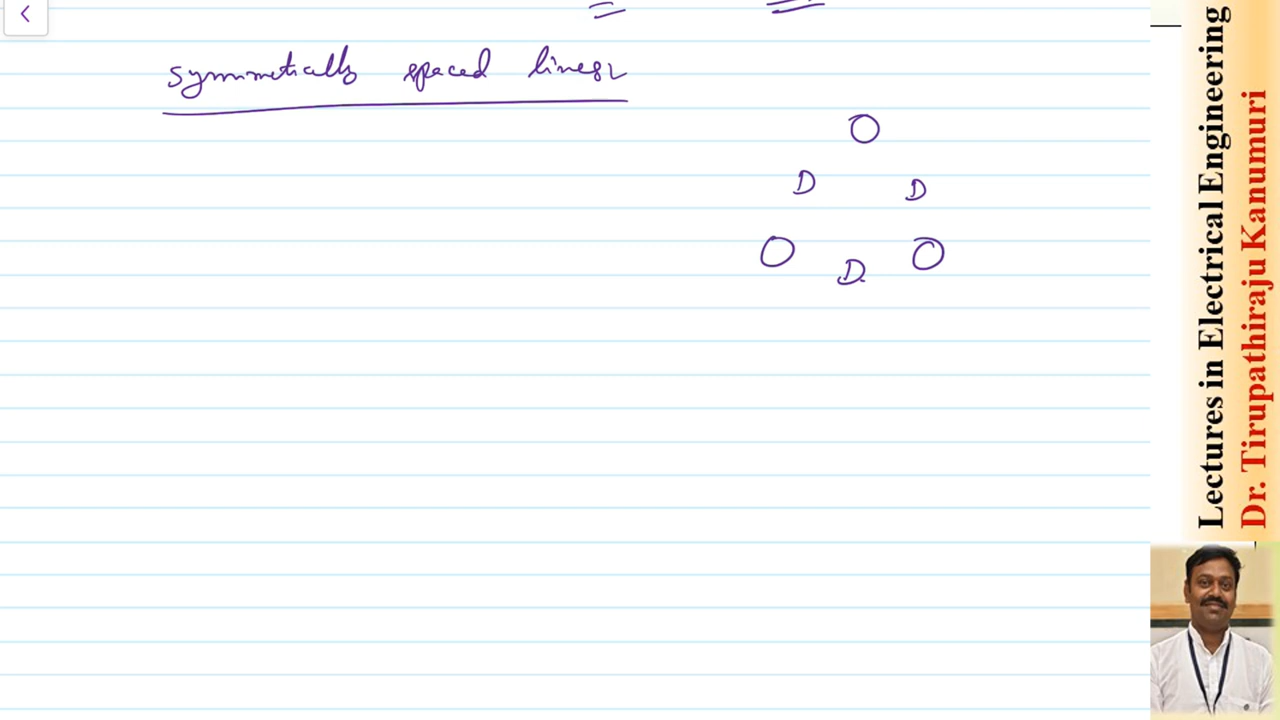 symmetrically spaced lines:
D D
D
Lectures in Electrical Engineering
Dr. Tirupathiraju Kanumuri